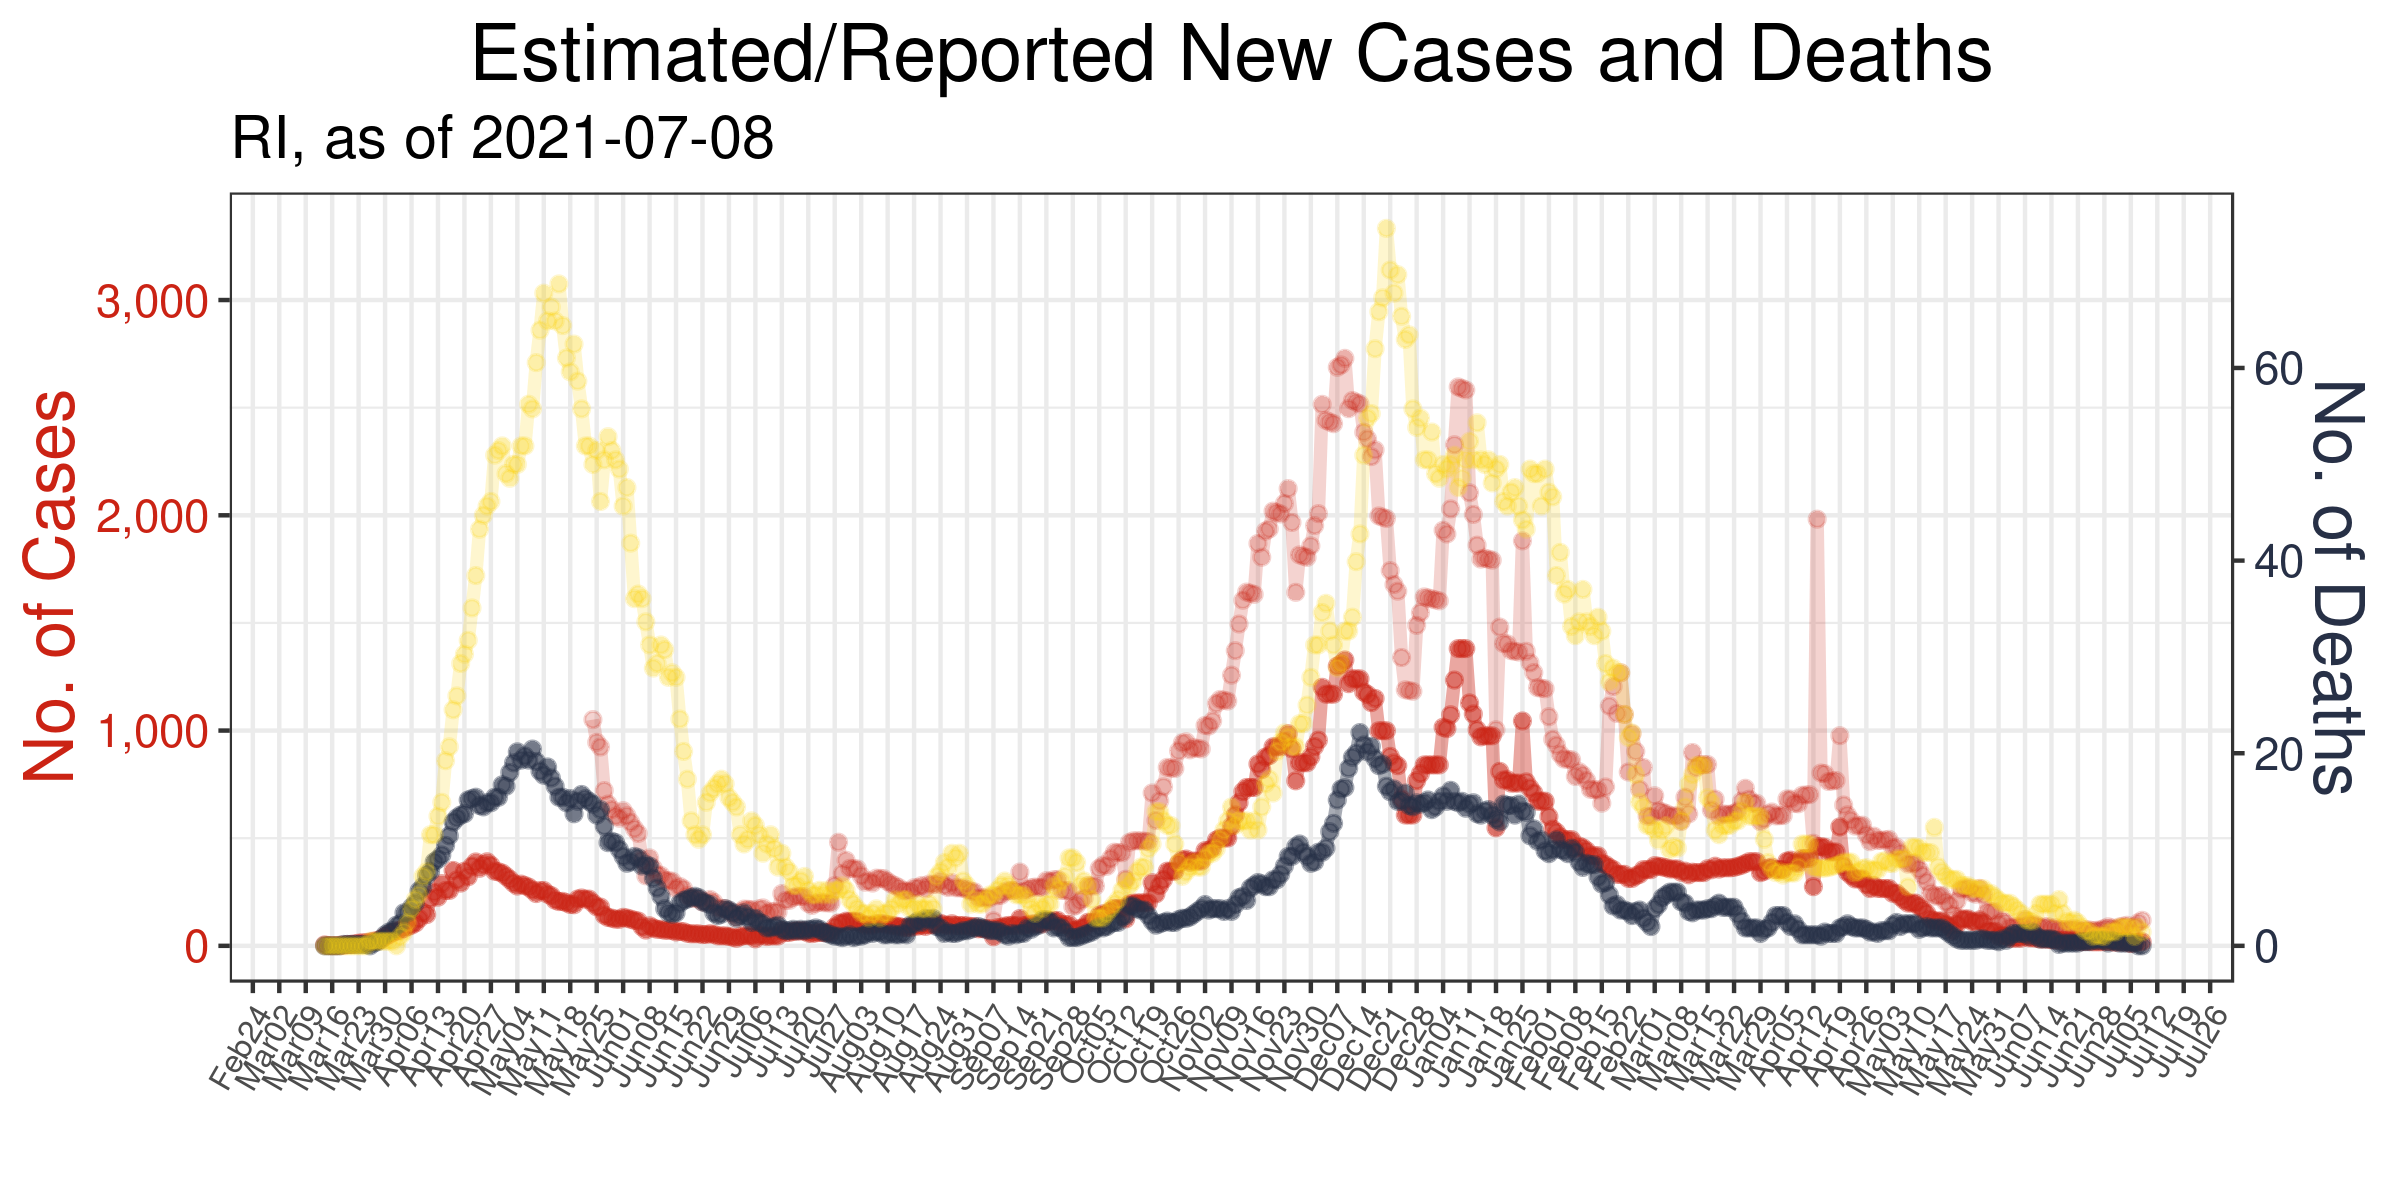 Estimated/Reported New Cases and Deaths
RI, as of 2021-07-08
No. of Cases
3,000
2,000
1,000
0
60
40
20
0
No. of Deaths
Feb24
Mar02
Mar09
Mar16
Mar23
Mar30
Apr06
Apr13
Apr20
Apr27
May04
May11
May18
May25
Jun01
Jun08
Jun15
Jun22
Jun29
Jul06
Jul13
Jul20
Jul27
Aug03
Aug10
Aug17
Aug24
Aug31
Sep07
Sep14
Sep21
Sep28
Oct05
Oct12
Oct19
Oct26
Nov02
Nov09
Nov16
Nov23
Nov30
Dec07
Dec14
Dec21
Dec28
Jan04
Jan11
Jan18
Jan25
Feb01
Feb08
Feb15
Feb22
Mar01
Mar08
Mar15
Mar22
Mar29
Apr05
Apr12
Apr19
Apr26
May03
May10
May17
May24
May31
Jun07
Jun14
Jun21
Jun28
Jul05
Jul12
Jul19
Jul26